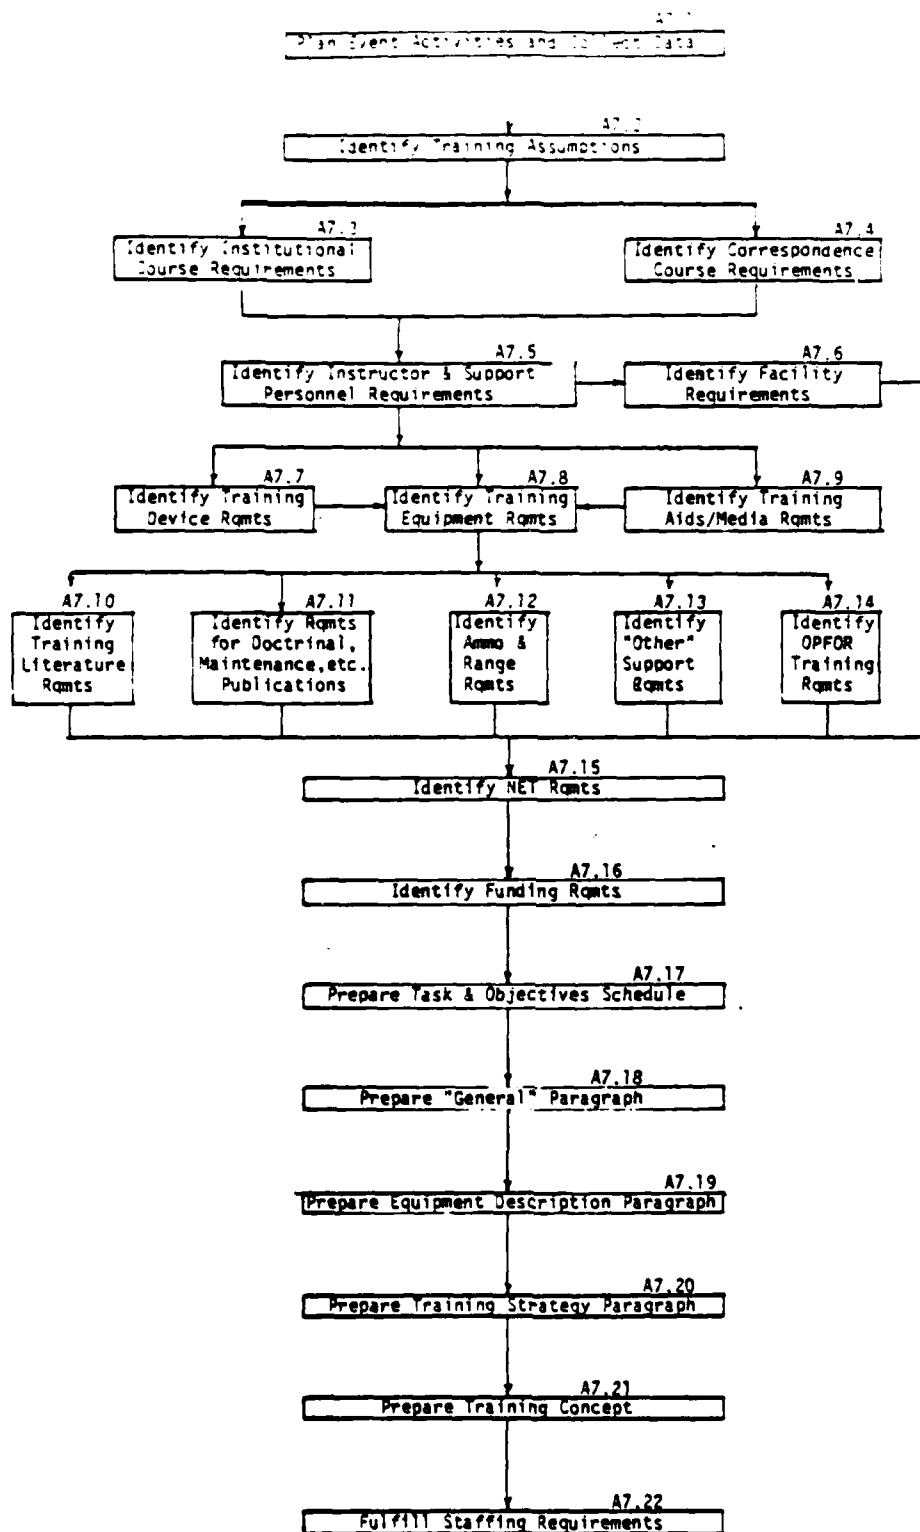 Plan Event Activities and Collect Data
A7.2
Identify Training Assumptions
A7.3
Identify Institutional
Course Requirements
A7.4
Identify Correspondence
Course Requirements
A7.5
Identify Instructor & Support
Personnel Requirements
A7.6
Identify Facility
Requirements
A7.7
Identify Training
Device Rqmts
A7.8
Identify Training
Equipment Rqmts
A7.9
Identify Training
Aids/Media Rqmts
A7.10
Identify
Training
Literature
Rqmts
A7.11
Identify Rqmts
for Doctrinal,
Maintenance,etc.
Publications
A7.12
Identify
Ammo &
Range
Rqmts
A7.13
Identify
"Other"
Support
Rqmts
A7.14
Identify
OPFOR
Training
Rqmts
A7.15
Identify NET Rqmts
A7.16
Identify Funding Rqmts
A7.17
Prepare Task & Objectives Schedule
A7.18
Prepare "General" Paragraph
A7.19
Prepare Equipment Description Paragraph
A7.20
Prepare Training Strategy Paragraph
A7.21
Prepare Training Concept
A7.22
Fulfill Staffing Requirements